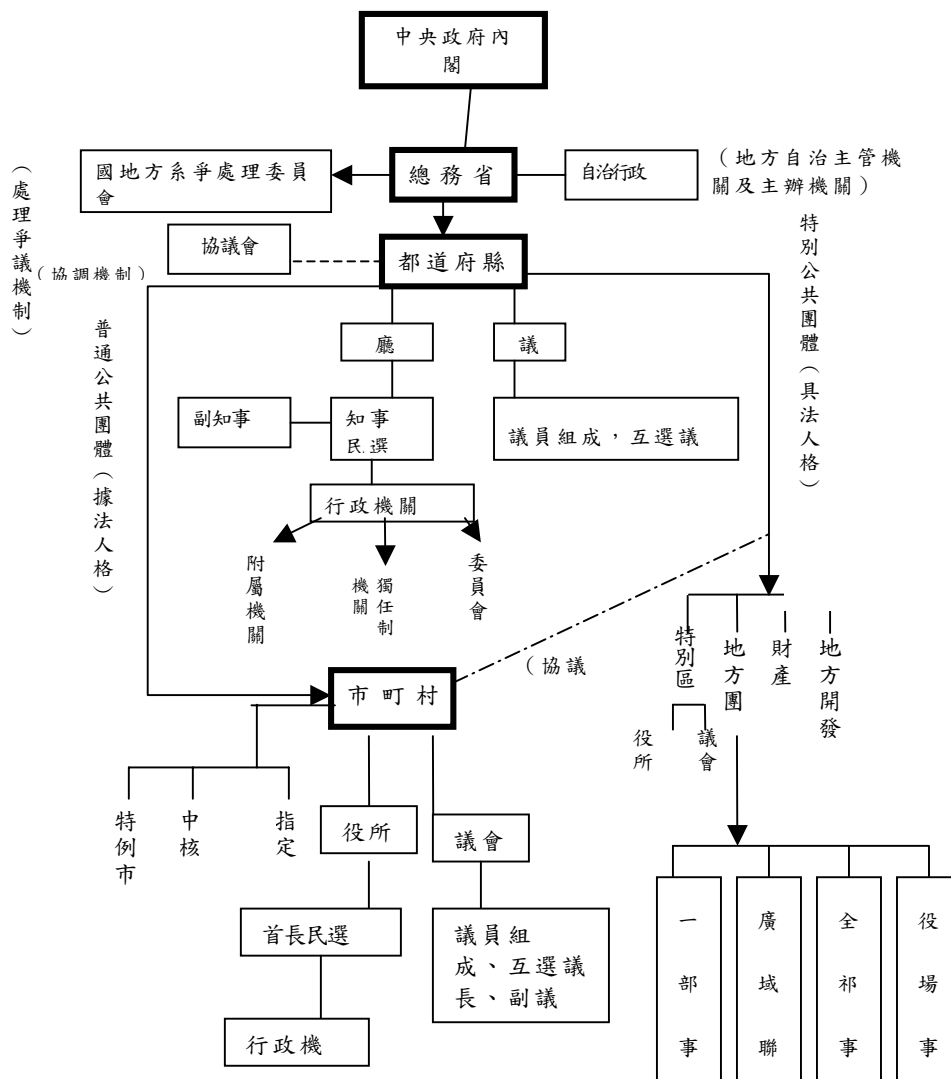 中央政府內
閣
國地方系爭處理委員
會
總務省
自治行政
（地方自治主管機
關及主辦機關）
（處理爭議機制）
協議會
（協調機制）
都道府縣
特別公共團體（具法人格）
普通公共團體（據法人格）
廳
議
副知事
知事
民選
議員組成，互選議
行政機關
附屬機關
獨任制
機關
委員會
（協議
市町村
特別區
地方團
財產
地方開發
役所
議會
特例市
中核
指定
役所
議會
首長民選
議員組
成、互選議
長、副議
行政機
一部事
廣域聯
全祁事
役場事